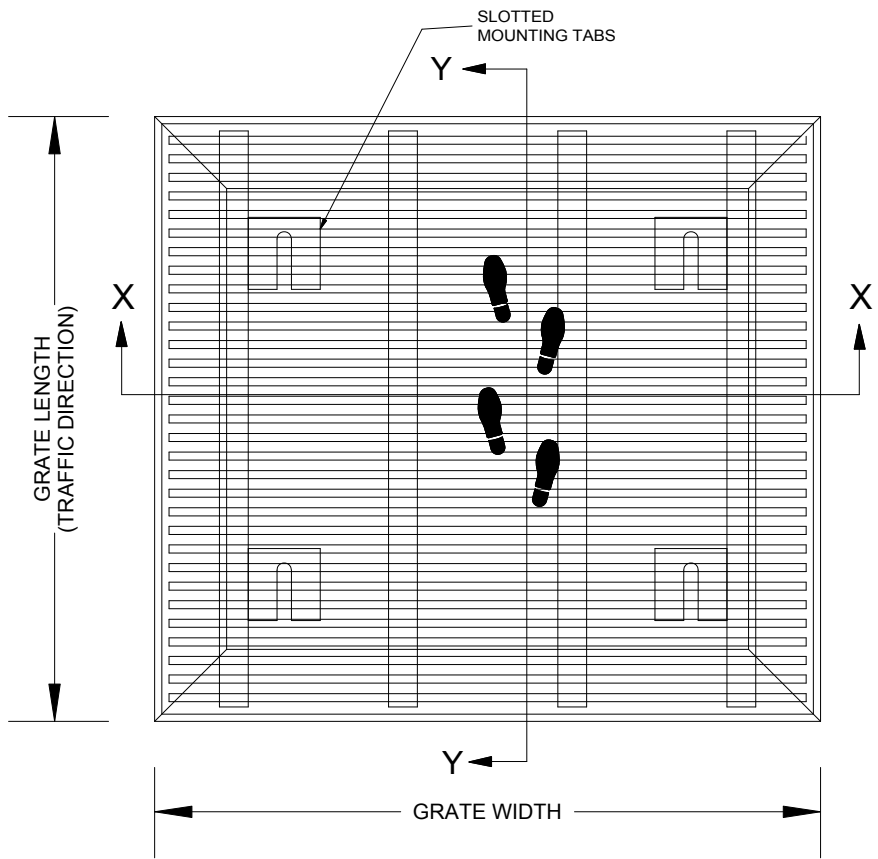 SLOTTED
MOUNTING TABS
Y
X
X
GRATE LENGTH
(TRAFFIC DIRECTION)
Y
GRATE WIDTH